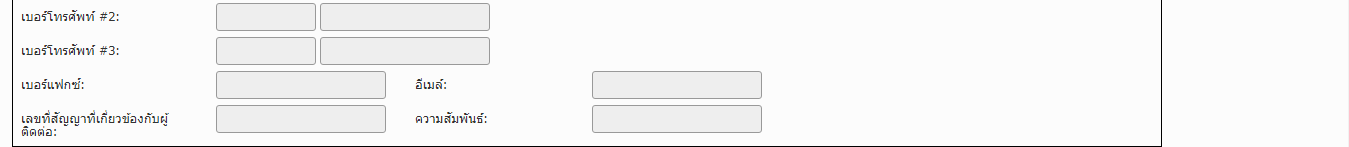 เบอร์โทรศัพท์ #2:
เบอร์โทรศัพท์ #3:
เบอร์แฟกซ์: อีเมล์:
เลขที่สัญญาที่เกี่ยวข้องกับผู้ ความสัมพันธ์:
ติดต่อ: